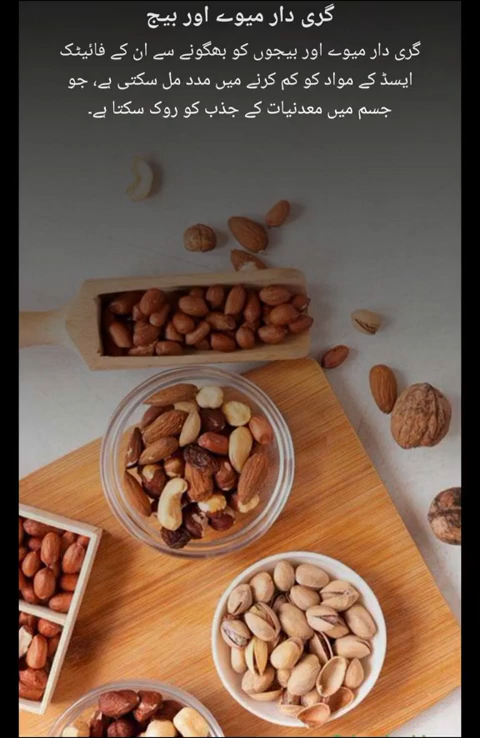 گری دار میوے اور بیج
گری دار میوے اور بیجوں کو بھگونے سے ان کے فائیٹک
ایسڈ کے مواد کو کم کرنے میں مدد مل سکتی ہے، جو
جسم میں معدنیات کے جذب کو روک سکتا ہے۔